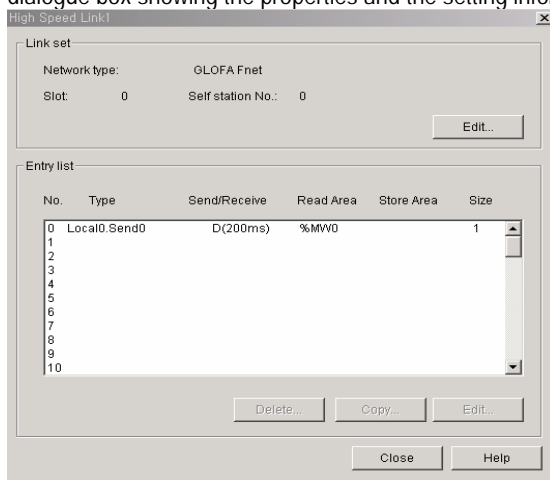 dialogue box showing the properties and the setting infor
High Speed Link1
Link set
Network type: GLOFA Fnet
Slot: 0 Self station No.: 0
Edit...
Entry list
No. Type Send/Receive Read Area Store Area Size
0 Local0.Send0 D(200ms) %MW0 1
1
2
3
4
5
6
7
8
9
10
Delete... Copy... Edit...
Close Help